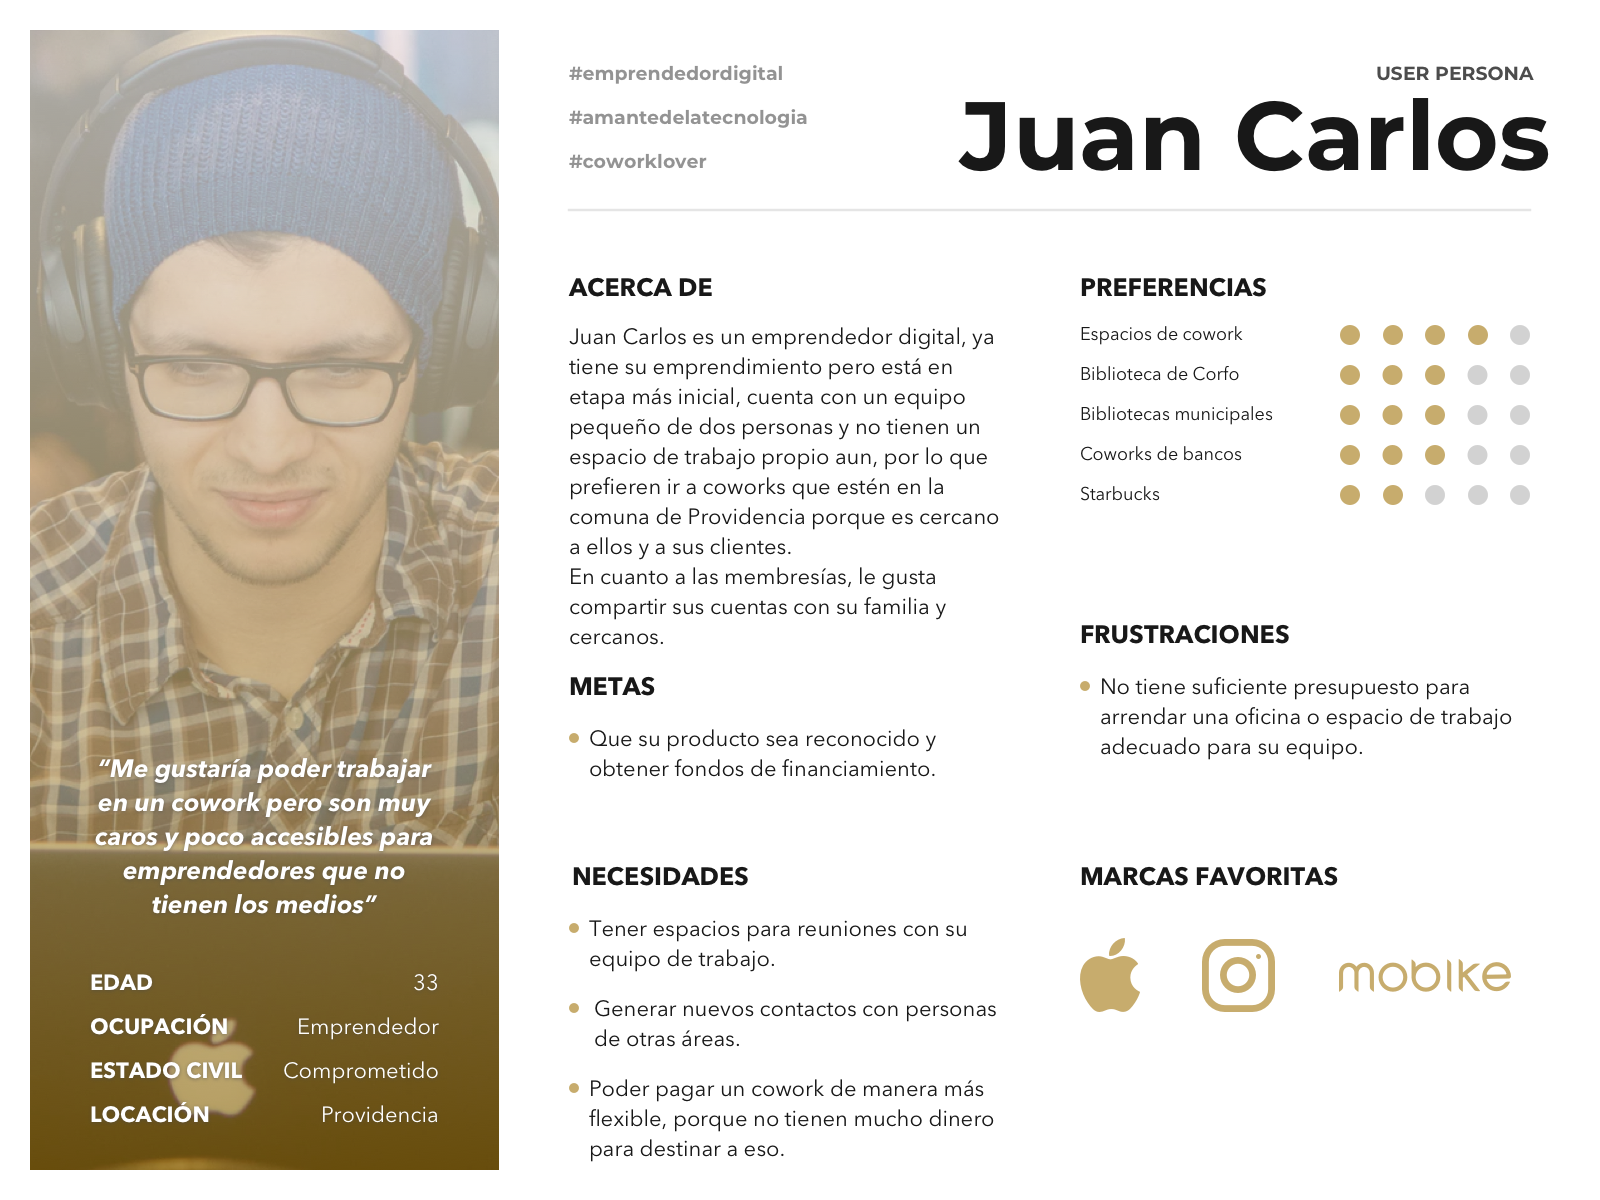 #emprendedordigital
#amantedelatecnologia
#coworklover
USER PERSONA
Juan Carlos
“Me gustaría poder trabajar
en un cowork pero son muy
caros y poco accesibles para
emprendedores que no
tienen los medios”
EDAD 33
OCUPACIÓN Emprendedor
ESTADO CIVIL Comprometido
LOCACIÓN Providencia
ACERCA DE
Juan Carlos es un emprendedor digital, ya
tiene su emprendimiento pero está en
etapa más inicial, cuenta con un equipo
pequeño de dos personas y no tienen un
espacio de trabajo propio aun, por lo que
prefieren ir a coworks que estén en la
comuna de Providencia porque es cercano
a ellos y a sus clientes.
En cuanto a las membresías, le gusta
compartir sus cuentas con su familia y
cercanos.
METAS
Que su producto sea reconocido y
obtener fondos de financiamiento.
NECESIDADES
Tener espacios para reuniones con su
equipo de trabajo.
Generar nuevos contactos con personas
de otras áreas.
Poder pagar un cowork de manera más
flexible, porque no tienen mucho dinero
para destinar a eso.
PREFERENCIAS
Espacios de cowork
Biblioteca de Corfo
Bibliotecas municipales
Coworks de bancos
Starbucks
FRUSTRACIONES
No tiene suficiente presupuesto para
arrendar una oficina o espacio de trabajo
adecuado para su equipo.
MARCAS FAVORITAS
mobike